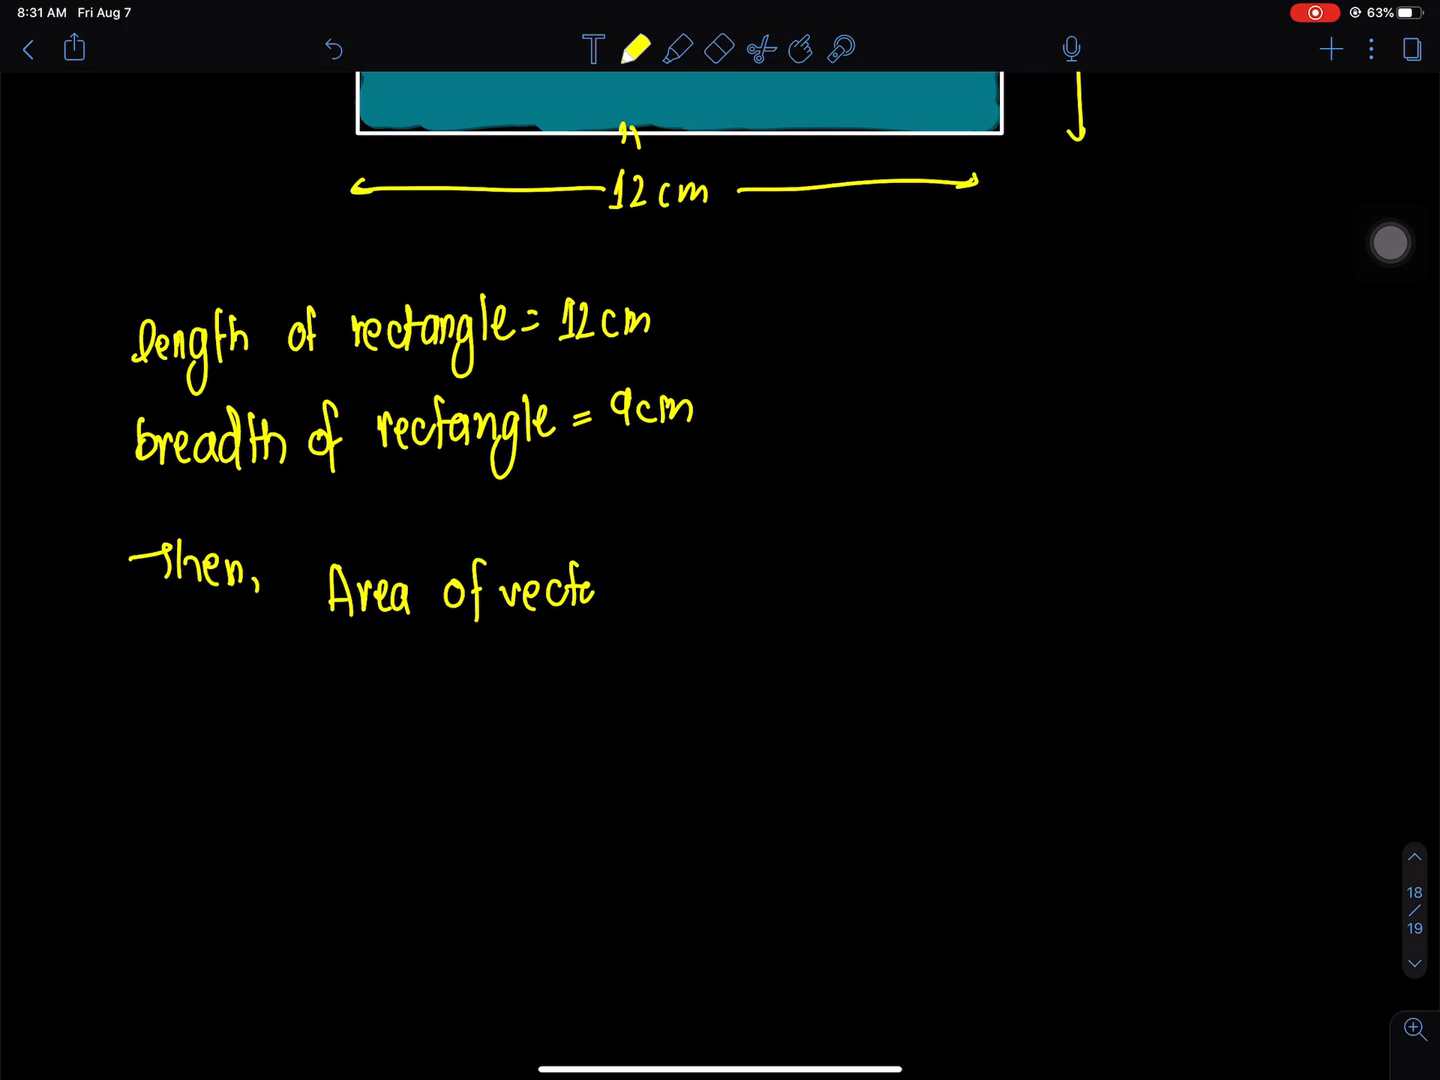 8:31 AM Fri Aug 7
63%
12 cm
length of rectangle = 12 cm
breadth of rectangle = 9 cm
Then, Area of recta
18
/
19